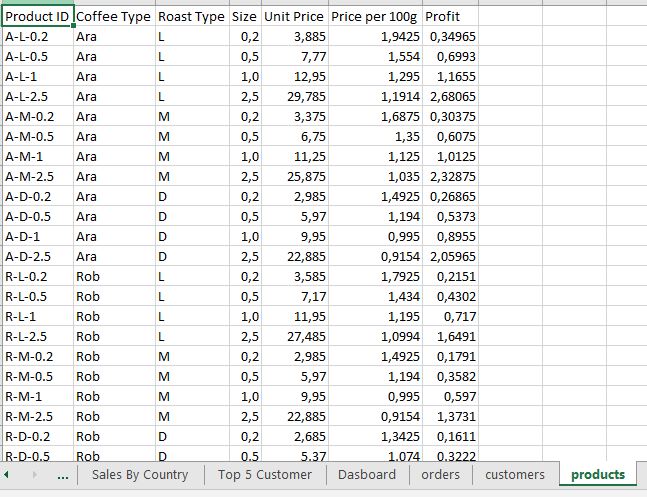 Product ID Coffee Type Roast Type Size Unit Price Price per 100g Profit
A-L-0.2 Ara L 0,2 3,885 1,9425 0,34965
A-L-0.5 Ara L 0,5 7,77 1,554 0,6993
A-L-1 Ara L 1,0 12,95 1,295 1,1655
A-L-2.5 Ara L 2,5 29,785 1,1914 2,68065
A-M-0.2 Ara M 0,2 3,375 1,6875 0,30375
A-M-0.5 Ara M 0,5 6,75 1,35 0,6075
A-M-1 Ara M 1,0 11,25 1,125 1,0125
A-M-2.5 Ara M 2,5 25,875 1,035 2,32875
A-D-0.2 Ara D 0,2 2,985 1,4925 0,26865
A-D-0.5 Ara D 0,5 5,97 1,194 0,5373
A-D-1 Ara D 1,0 9,95 0,995 0,8955
A-D-2.5 Ara D 2,5 22,885 0,9154 2,05965
R-L-0.2 Rob L 0,2 3,585 1,7925 0,2151
R-L-0.5 Rob L 0,5 7,17 1,434 0,4302
R-L-1 Rob L 1,0 11,95 1,195 0,717
R-L-2.5 Rob L 2,5 27,485 1,0994 1,6491
R-M-0.2 Rob M 0,2 2,985 1,4925 0,1791
R-M-0.5 Rob M 0,5 5,97 1,194 0,3582
R-M-1 Rob M 1,0 9,95 0,995 0,597
R-M-2.5 Rob M 2,5 22,885 0,9154 1,3731
R-D-0.2 Rob D 0,2 2,685 1,3425 0,1611
R-D-0.5 Rob D 0,5 5,37 1,074 0,3222
... Sales By Country Top 5 Customer Dasboard orders customers products